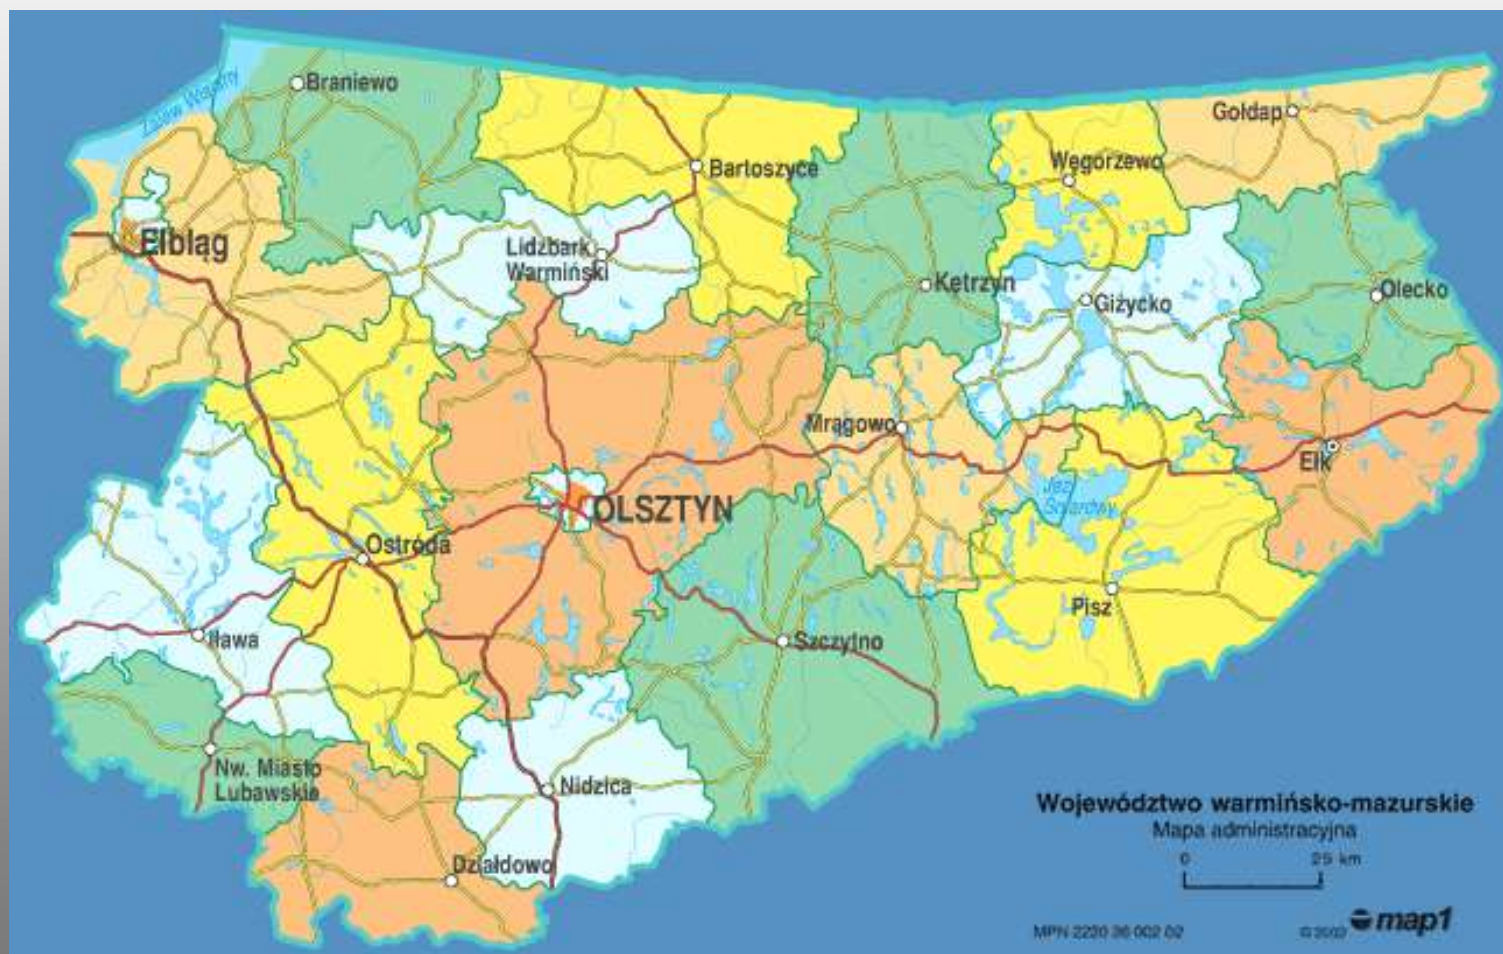 Braniewo
Zalew Wiślany
Gołdap
Bartoszyce
Węgorzewo
Elbląg
Lidzbark
Warmiński
Kętrzyn
Giżycko
Olecko
Mrągowo
Ełk
Jez.
Śniardwy
OLSZTYN
Ostróda
Pisz
Iława
Szczytno
Nw. Miasto
Lubawskie
Nidzica
Działdowo
Województwo warmińsko-mazurskie
Mapa administracyjna
0 25 km
MPN 2220 36 002 02
© 2003 map1